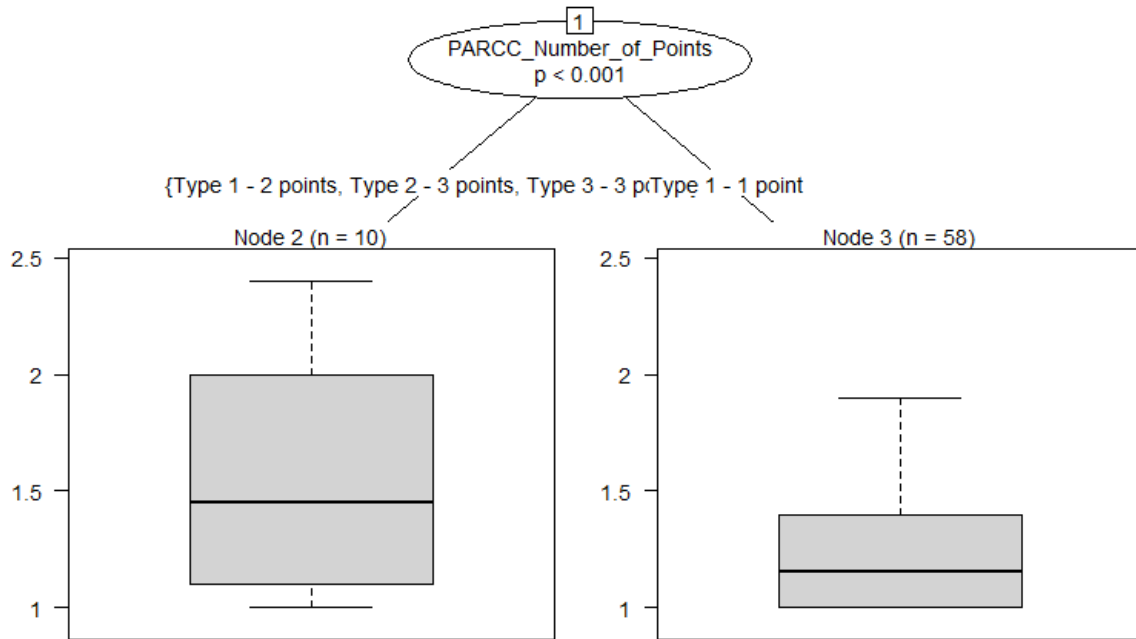 1
PARCC_Number_of_Points
p < 0.001
{Type 1 - 2 points, Type 2 - 3 points, Type 3 - 3 Type 1 - 1 point
Node 2 (n = 10)
Node 3 (n = 58)
2.5
2
1.5
1
2.5
2
1.5
1